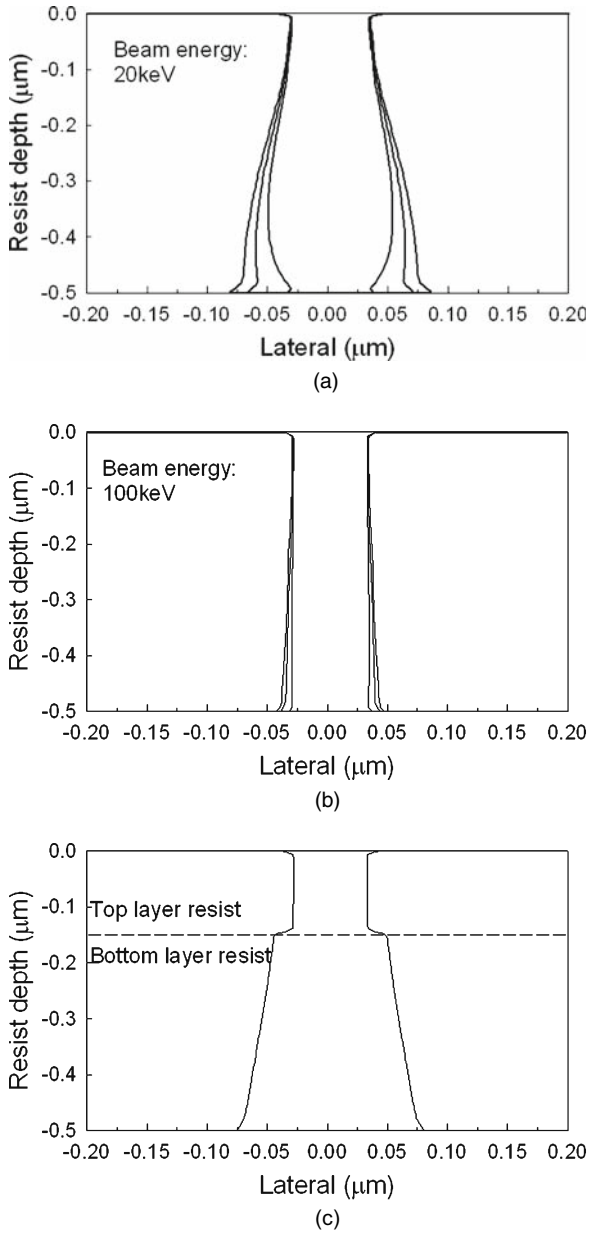 Beam energy:
20keV
Resist depth (μm)
0.0
-0.1
-0.2
-0.3
-0.4
-0.5
-0.20 -0.15 -0.10 -0.05 0.00 0.05 0.10 0.15 0.20
Lateral (μm)
(a)
Beam energy:
100keV
Resist depth (μm)
0.0
-0.1
-0.2
-0.3
-0.4
-0.5
-0.20 -0.15 -0.10 -0.05 0.00 0.05 0.10 0.15 0.20
Lateral (μm)
(b)
Top layer resist
Bottom layer resist
Resist depth (μm)
0.0
-0.1
-0.2
-0.3
-0.4
-0.5
-0.20 -0.15 -0.10 -0.05 0.00 0.05 0.10 0.15 0.20
Lateral (μm)
(c)